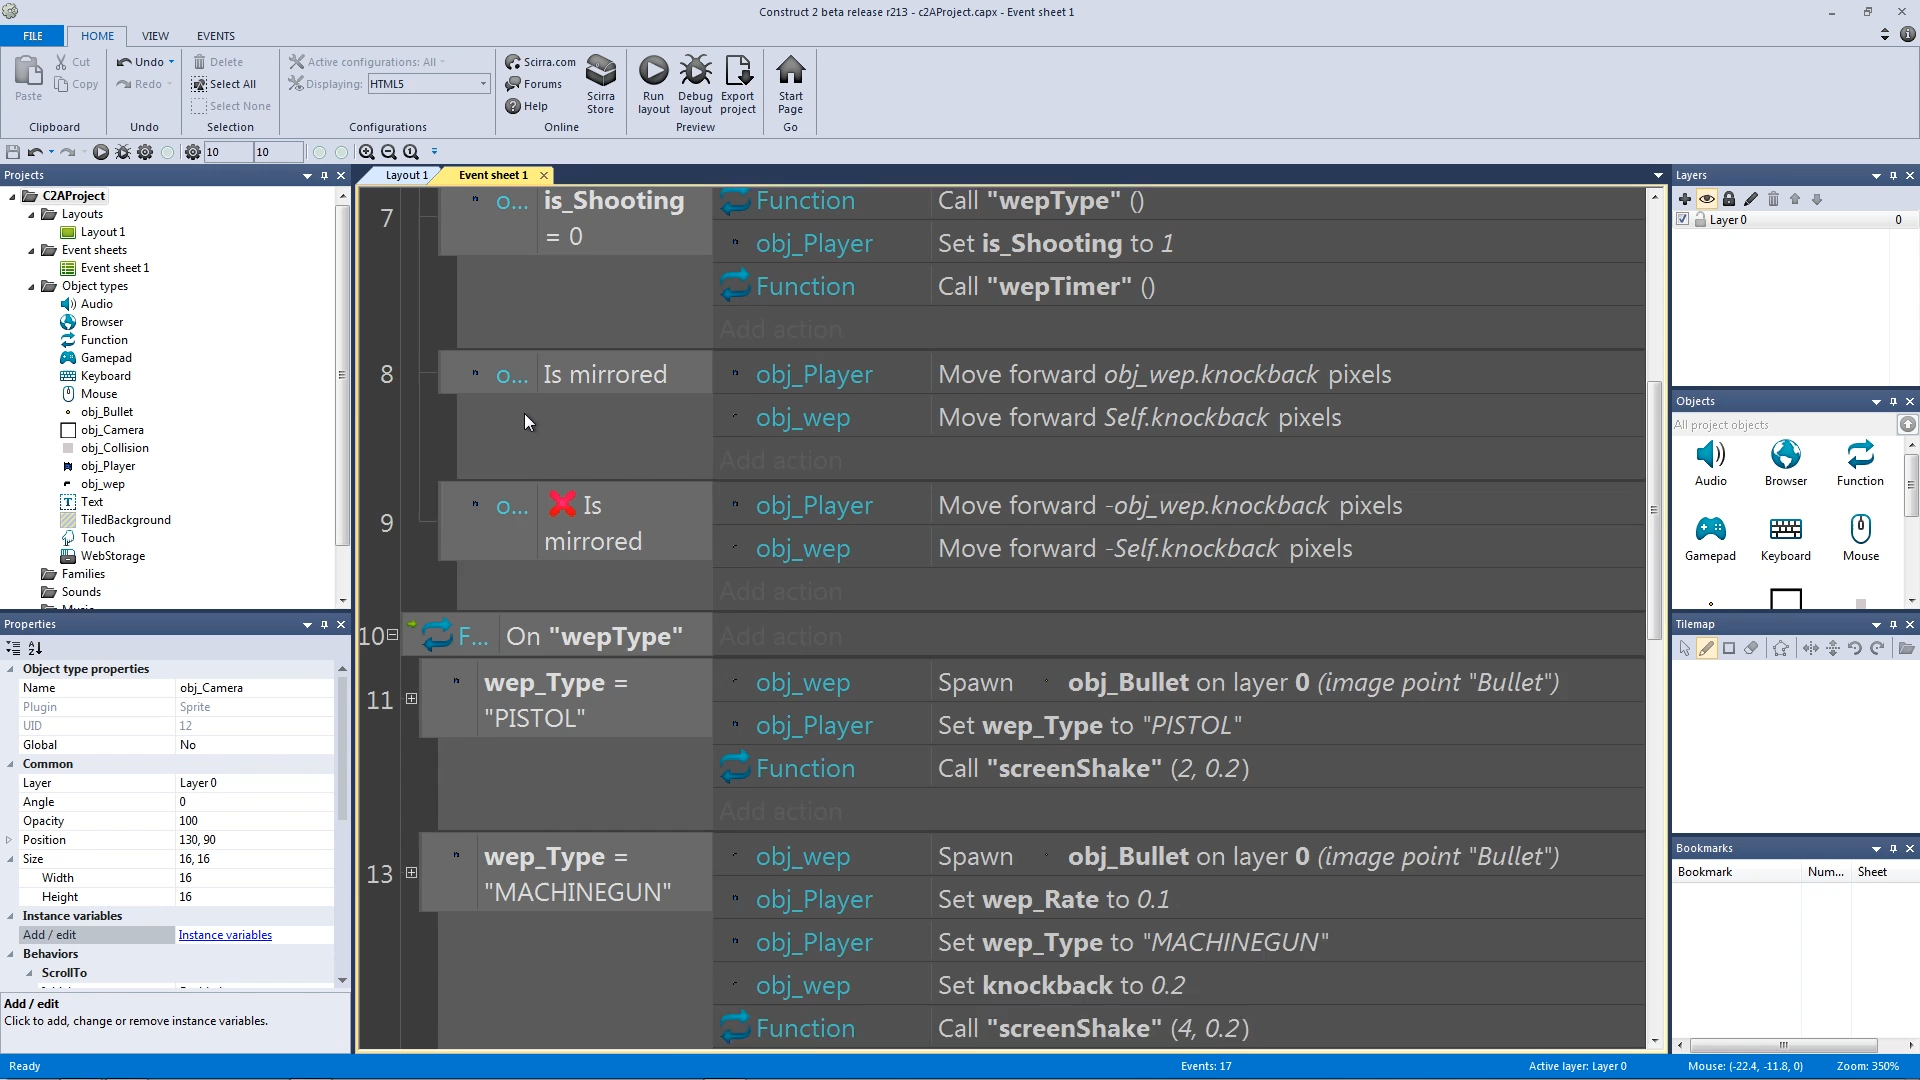 Construct 2 beta release r213 - c2AProject.capx - Event sheet 1
FILE HOME VIEW EVENTS
Paste
Cut
Copy
Clipboard
Undo
Redo
Undo
Delete
Select All
Select None
Selection
Active configurations: All
Displaying: HTML5
Configurations
Scirra.com
Forums
Help
Scirra Store
Online
Run layout
Debug layout
Export project
Preview
Start Page
Go
10 10
Projects
C2AProject
Layouts
Layout 1
Event sheets
Event sheet 1
Object types
Audio
Browser
Function
Gamepad
Keyboard
Mouse
obj_Bullet
obj_Camera
obj_Collision
obj_Player
obj_wep
Text
TiledBackground
Touch
WebStorage
Families
Sounds
Properties
Object type properties
Name obj_Camera
Plugin Sprite
UID 12
Global No
Common
Layer Layer 0
Angle 0
Opacity 100
Position 130, 90
Size 16, 16
Width 16
Height 16
Instance variables
Add / edit Instance variables
Behaviors
ScrollTo
Add / edit
Click to add, change or remove instance variables.
Layout 1 Event sheet 1
7 o... is_Shooting = 0
Function Call "wepType" ()
obj_Player Set is_Shooting to 1
Function Call "wepTimer" ()
Add action
8 o... Is mirrored
obj_Player Move forward obj_wep.knockback pixels
obj_wep Move forward Self.knockback pixels
Add action
9 o... Is mirrored
obj_Player Move forward -obj_wep.knockback pixels
obj_wep Move forward -Self.knockback pixels
Add action
10 F... On "wepType" Add action
11 wep_Type = "PISTOL"
obj_wep Spawn obj_Bullet on layer 0 (image point "Bullet")
obj_Player Set wep_Type to "PISTOL"
Function Call "screenShake" (2, 0.2)
Add action
13 wep_Type = "MACHINEGUN"
obj_wep Spawn obj_Bullet on layer 0 (image point "Bullet")
obj_Player Set wep_Rate to 0.1
obj_Player Set wep_Type to "MACHINEGUN"
obj_wep Set knockback to 0.2
Function Call "screenShake" (4, 0.2)
Layers
Layer 0 0
Objects
All project objects
Audio Browser Function
Gamepad Keyboard Mouse
Tilemap
Bookmarks
Bookmark Num... Sheet
Ready Events: 17 Active layer: Layer 0 Mouse: (-22.4, -11.8, 0) Zoom: 350%